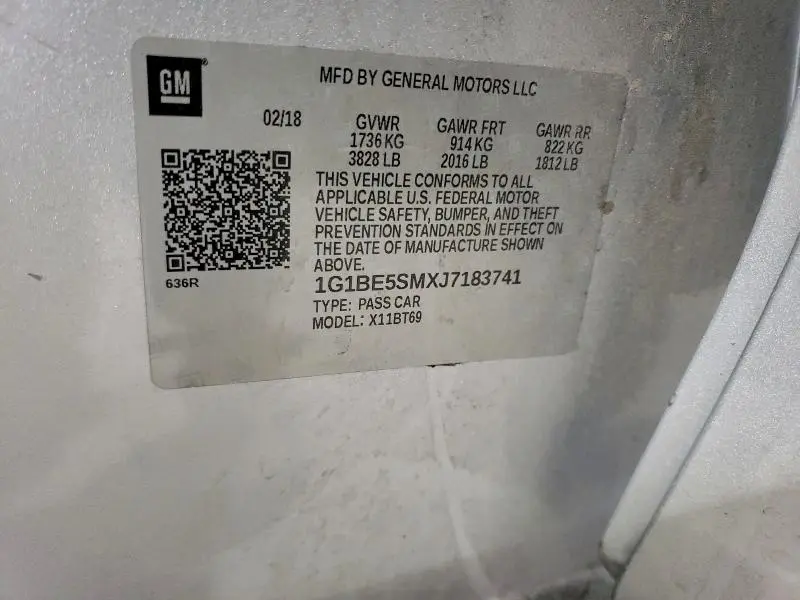 GM®
MFD BY GENERAL MOTORS LLC
02/18
GVWR GAWR FRT GAWR RR
1736 KG 914 KG 822 KG
3828 LB 2016 LB 1812 LB
THIS VEHICLE CONFORMS TO ALL
APPLICABLE U.S. FEDERAL MOTOR
VEHICLE SAFETY, BUMPER, AND THEFT
PREVENTION STANDARDS IN EFFECT ON
THE DATE OF MANUFACTURE SHOWN
ABOVE.
636R
1G1BE5SMXJ7183741
TYPE: PASS CAR
MODEL: X11BT69